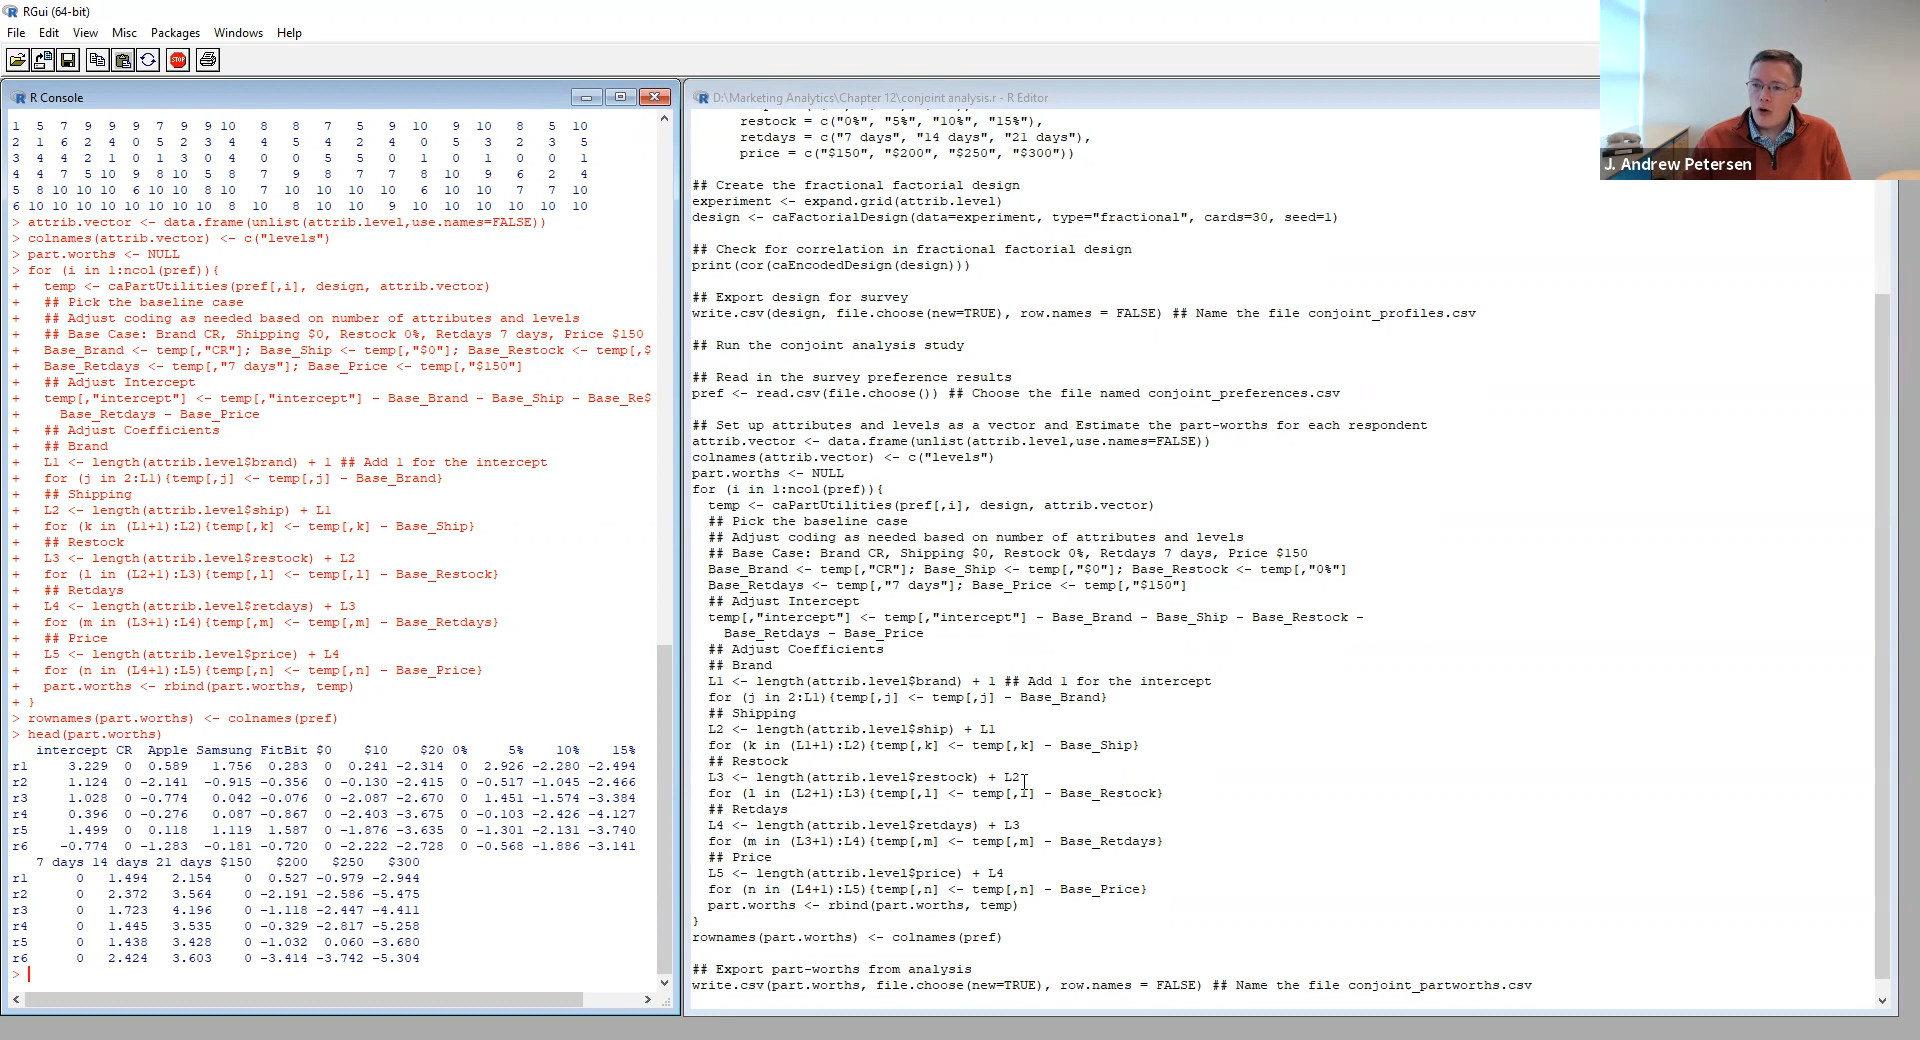 RGui (64-bit)
File Edit View Misc Packages Windows Help
STOP
R Console
1 5 7 9 9 9 7 9 9 10 8 8 7 5 9 10 9 10 8 5 10
2 1 6 2 4 0 5 2 3 4 4 5 4 2 4 0 5 3 2 3 5
3 4 4 2 1 0 1 3 0 4 0 0 5 5 0 1 0 1 0 0 1
4 4 7 5 10 9 8 10 5 8 7 9 8 7 7 8 10 9 6 2 4
5 8 10 10 10 6 10 10 8 10 7 10 10 10 10 6 10 10 7 7 10
6 10 10 10 10 10 10 10 10 8 10 8 10 10 9 10 10 10 10 10 10
> attrib.vector <- data.frame(unlist(attrib.level,use.names=FALSE))
> colnames(attrib.vector) <- c("levels")
> part.worths <- NULL
> for (i in 1:ncol(pref)){
+ temp <- caPartUtilities(pref[,i], design, attrib.vector)
+ ## Pick the baseline case
+ ## Adjust coding as needed based on number of attributes and levels
+ ## Base Case: Brand CR, Shipping $0, Restock 0%, Retdays 7 days, Price $150
+ Base_Brand <- temp[,"CR"]; Base_Ship <- temp[,"$0"]; Base_Restock <- temp[,$
+ Base_Retdays <- temp[,"7 days"]; Base_Price <- temp[,"$150"]
+ ## Adjust Intercept
+ temp[,"intercept"] <- temp[,"intercept"] - Base_Brand - Base_Ship - Base_Re$
+ Base_Retdays - Base_Price
+ ## Adjust Coefficients
+ ## Brand
+ L1 <- length(attrib.level$brand) + 1 ## Add 1 for the intercept
+ for (j in 2:L1){temp[,j] <- temp[,j] - Base_Brand}
+ ## Shipping
+ L2 <- length(attrib.level$ship) + L1
+ for (k in (L1+1):L2){temp[,k] <- temp[,k] - Base_Ship}
+ ## Restock
+ L3 <- length(attrib.level$restock) + L2
+ for (l in (L2+1):L3){temp[,l] <- temp[,l] - Base_Restock}
+ ## Retdays
+ L4 <- length(attrib.level$retdays) + L3
+ for (m in (L3+1):L4){temp[,m] <- temp[,m] - Base_Retdays}
+ ## Price
+ L5 <- length(attrib.level$price) + L4
+ for (n in (L4+1):L5){temp[,n] <- temp[,n] - Base_Price}
+ part.worths <- rbind(part.worths, temp)
+ }
> rownames(part.worths) <- colnames(pref)
> head(part.worths)
intercept CR Apple Samsung FitBit $0 $10 $20 0% 5% 10% 15%
r1 3.229 0 0.589 1.756 0.283 0 0.241 -2.314 0 2.926 -2.280 -2.494
r2 1.124 0 -2.141 -0.915 -0.356 0 -0.130 -2.415 0 -0.517 -1.045 -2.466
r3 1.028 0 -0.774 0.042 -0.076 0 -2.087 -2.670 0 1.451 -1.574 -3.384
r4 0.396 0 -0.276 0.087 -0.867 0 -2.403 -3.675 0 -0.103 -2.426 -4.127
r5 1.499 0 0.118 1.119 1.587 0 -1.876 -3.635 0 -1.301 -2.131 -3.740
r6 -0.774 0 -1.283 -0.181 -0.720 0 -2.222 -2.728 0 -0.568 -1.886 -3.141
7 days 14 days 21 days $150 $200 $250 $300
r1 0 1.494 2.154 0 0.527 -0.979 -2.944
r2 0 2.372 3.564 0 -2.191 -2.586 -5.475
r3 0 1.723 4.196 0 -1.118 -2.447 -4.411
r4 0 1.445 3.535 0 -0.329 -2.817 -5.258
r5 0 1.438 3.428 0 -1.032 0.060 -3.680
r6 0 2.424 3.603 0 -3.414 -3.742 -5.304
>
D:\Marketing Analytics\Chapter 12\conjoint analysis.r - R Editor
restock = c("0%", "5%", "10%", "15%"),
retdays = c("7 days", "14 days", "21 days"),
price = c("$150", "$200", "$250", "$300"))
## Create the fractional factorial design
experiment <- expand.grid(attrib.level)
design <- caFactorialDesign(data=experiment, type="fractional", cards=30, seed=1)
## Check for correlation in fractional factorial design
print(cor(caEncodedDesign(design)))
## Export design for survey
write.csv(design, file.choose(new=TRUE), row.names = FALSE) ## Name the file conjoint_profiles.csv
## Run the conjoint analysis study
## Read in the survey preference results
pref <- read.csv(file.choose()) ## Choose the file named conjoint_preferences.csv
## Set up attributes and levels as a vector and Estimate the part-worths for each respondent
attrib.vector <- data.frame(unlist(attrib.level,use.names=FALSE))
colnames(attrib.vector) <- c("levels")
part.worths <- NULL
for (i in 1:ncol(pref)){
temp <- caPartUtilities(pref[,i], design, attrib.vector)
## Pick the baseline case
## Adjust coding as needed based on number of attributes and levels
## Base Case: Brand CR, Shipping $0, Restock 0%, Retdays 7 days, Price $150
Base_Brand <- temp[,"CR"]; Base_Ship <- temp[,"$0"]; Base_Restock <- temp[,"0%"]
Base_Retdays <- temp[,"7 days"]; Base_Price <- temp[,"$150"]
## Adjust Intercept
temp[,"intercept"] <- temp[,"intercept"] - Base_Brand - Base_Ship - Base_Restock -
Base_Retdays - Base_Price
## Adjust Coefficients
## Brand
L1 <- length(attrib.level$brand) + 1 ## Add 1 for the intercept
for (j in 2:L1){temp[,j] <- temp[,j] - Base_Brand}
## Shipping
L2 <- length(attrib.level$ship) + L1
for (k in (L1+1):L2){temp[,k] <- temp[,k] - Base_Ship}
## Restock
L3 <- length(attrib.level$restock) + L2
for (l in (L2+1):L3){temp[,l] <- temp[,l] - Base_Restock}
## Retdays
L4 <- length(attrib.level$retdays) + L3
for (m in (L3+1):L4){temp[,m] <- temp[,m] - Base_Retdays}
## Price
L5 <- length(attrib.level$price) + L4
for (n in (L4+1):L5){temp[,n] <- temp[,n] - Base_Price}
part.worths <- rbind(part.worths, temp)
}
rownames(part.worths) <- colnames(pref)
## Export part-worths from analysis
write.csv(part.worths, file.choose(new=TRUE), row.names = FALSE) ## Name the file conjoint_partworths.csv
J. Andrew Petersen